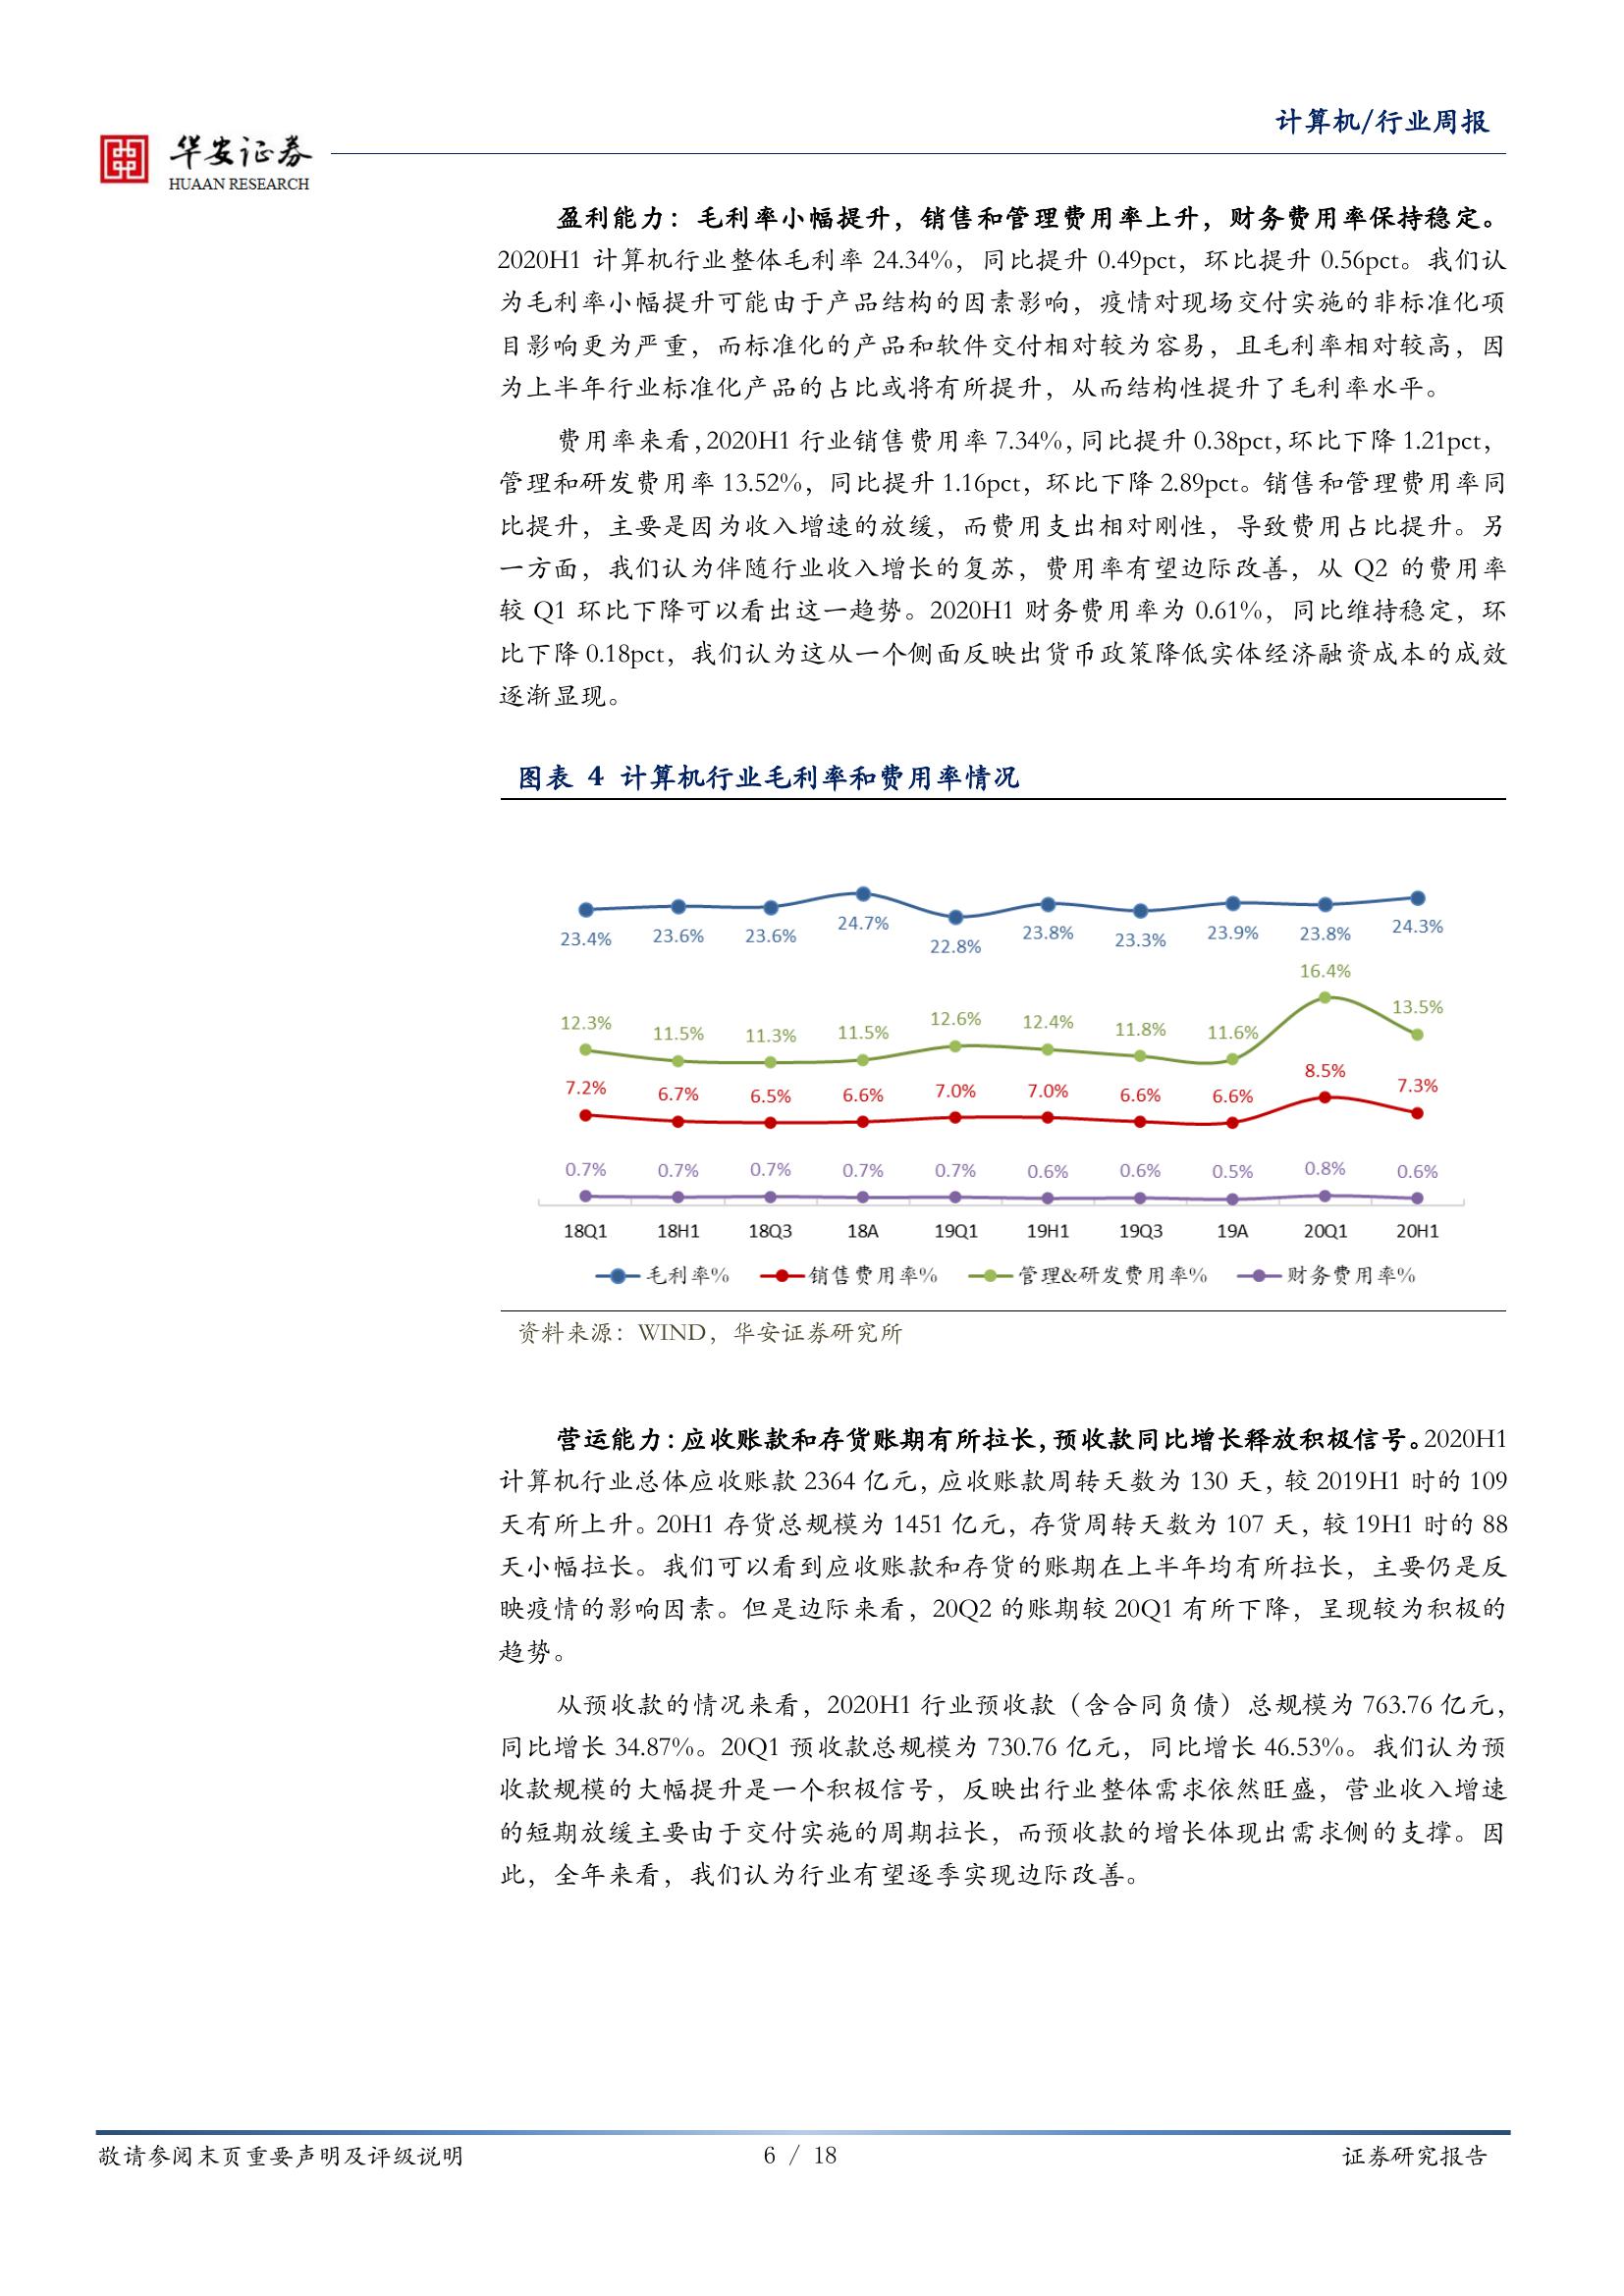 计算机/行业周报
华安证券
HUAAN RESEARCH
盈利能力：毛利率小幅提升，销售和管理费用率上升，财务费用率保持稳定。
2020H1 计算机行业整体毛利率 24.34%，同比提升 0.49pct，环比提升 0.56pct。我们认
为毛利率小幅提升可能由于产品结构的因素影响，疫情对现场交付实施的非标准化项
目影响更为严重，而标准化的产品和软件交付相对较为容易，且毛利率相对较高，因
为上半年行业标准化产品的占比或将有所提升，从而结构性提升了毛利率水平。
费用率来看，2020H1 行业销售费用率 7.34%，同比提升 0.38pct，环比下降 1.21pct，
管理和研发费用率 13.52%，同比提升 1.16pct，环比下降 2.89pct。销售和管理费用率同
比提升，主要是因为收入增速的放缓，而费用支出相对刚性，导致费用占比提升。另
一方面，我们认为伴随行业收入增长的复苏，费用率有望边际改善，从 Q2 的费用率
较 Q1 环比下降可以看出这一趋势。2020H1 财务费用率为 0.61%，同比维持稳定，环
比下降 0.18pct，我们认为这从一个侧面反映出货币政策降低实体经济融资成本的成效
逐渐显现。
图表 4 计算机行业毛利率和费用率情况
23.4% 23.6% 23.6% 24.7% 22.8% 23.8% 23.3% 23.9% 23.8% 24.3%
12.3% 11.5% 11.3% 11.5% 12.6% 12.4% 11.8% 11.6% 16.4% 13.5%
7.2% 6.7% 6.5% 6.6% 7.0% 7.0% 6.6% 6.6% 8.5% 7.3%
0.7% 0.7% 0.7% 0.7% 0.7% 0.6% 0.6% 0.5% 0.8% 0.6%
18Q1 18H1 18Q3 18A 19Q1 19H1 19Q3 19A 20Q1 20H1
毛利率% 销售费用率% 管理&研发费用率% 财务费用率%
资料来源：WIND，华安证券研究所
营运能力：应收账款和存货账期有所拉长，预收款同比增长释放积极信号。2020H1
计算机行业总体应收账款 2364 亿元，应收账款周转天数为 130 天，较 2019H1 时的 109
天有所上升。20H1 存货总规模为 1451 亿元，存货周转天数为 107 天，较 19H1 时的 88
天小幅拉长。我们可以看到应收账款和存货的账期在上半年均有所拉长，主要仍是反
映疫情的影响因素。但是边际来看，20Q2 的账期较 20Q1 有所下降，呈现较为积极的
趋势。
从预收款的情况来看，2020H1 行业预收款（含合同负债）总规模为 763.76 亿元，
同比增长 34.87%。20Q1 预收款总规模为 730.76 亿元，同比增长 46.53%。我们认为预
收款规模的大幅提升是一个积极信号，反映出行业整体需求依然旺盛，营业收入增速
的短期放缓主要由于交付实施的周期拉长，而预收款的增长体现出需求侧的支撑。因
此，全年来看，我们认为行业有望逐季实现边际改善。
敬请参阅末页重要声明及评级说明 6 / 18 证券研究报告